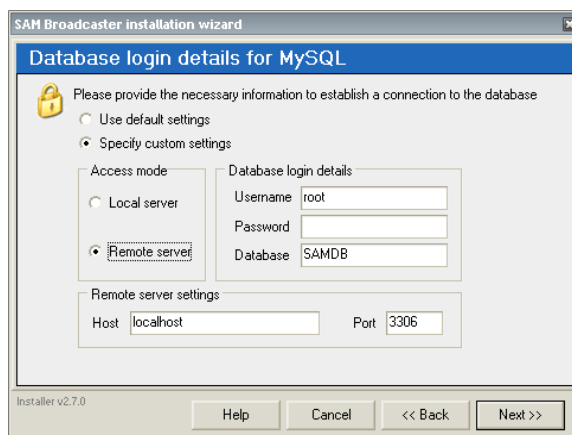 SAM Broadcaster installation wizard
Database login details for MySQL
Please provide the necessary information to establish a connection to the database
Use default settings
Specify custom settings
Access mode
Local server
Remote server
Database login details
Username root
Password
Database SAMDB
Remote server settings
Host localhost Port 3306
Installer v2.7.0
Help Cancel << Back Next >>